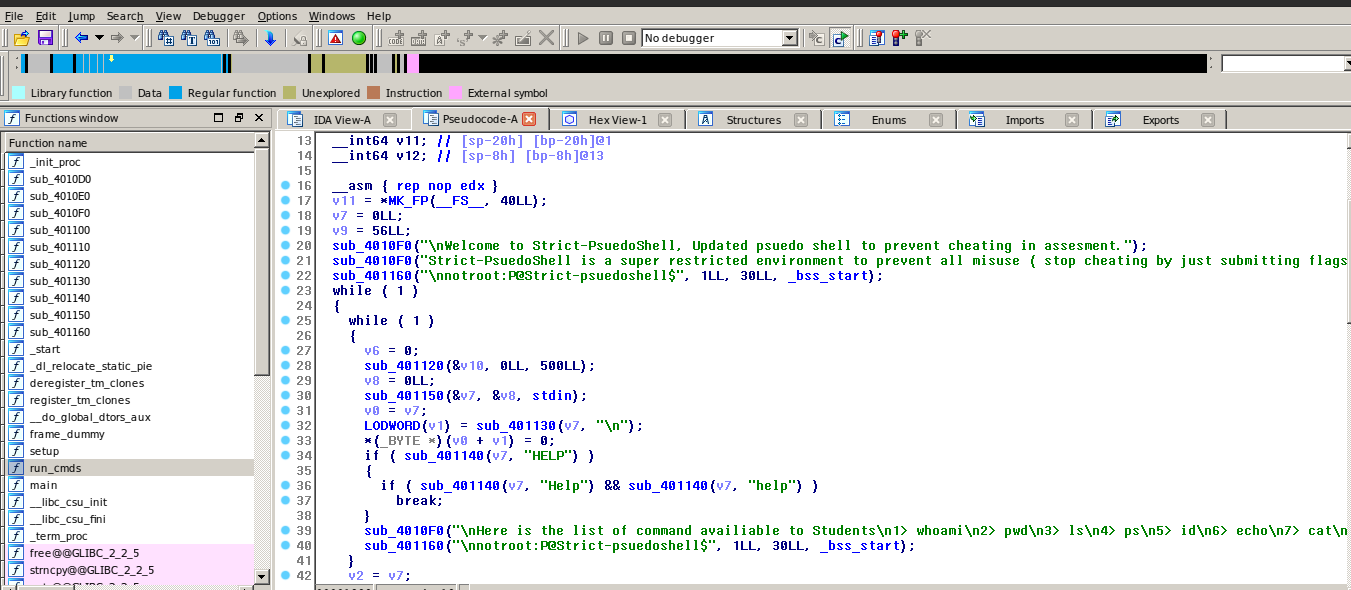 File Edit Jump Search View Debugger Options Windows Help
No debugger
Library function Data Regular function Unexplored Instruction External symbol
Functions window
IDA View-A Pseudocode-A Hex View-1 Structures Enums Imports Exports
Function name
_init_proc
sub_4010D0
sub_4010E0
sub_4010F0
sub_401100
sub_401110
sub_401120
sub_401130
sub_401140
sub_401150
sub_401160
_start
_dl_relocate_static_pie
deregister_tm_clones
register_tm_clones
__do_global_dtors_aux
frame_dummy
setup
run_cmds
main
__libc_csu_init
__libc_csu_fini
_term_proc
free@@GLIBC_2_2_5
strncpy@@GLIBC_2_2_5
13 __int64 v11; // [sp-20h] [bp-20h]@1
14 __int64 v12; // [sp-8h] [bp-8h]@13
15
16 __asm { rep nop edx }
17 v11 = *MK_FP(__FS__, 40LL);
18 v7 = 0LL;
19 v9 = 56LL;
20 sub_4010F0("\nWelcome to Strict-PsuedoShell, Updated psuedo shell to prevent cheating in assesment.");
21 sub_4010F0("Strict-PsuedoShell is a super restricted environment to prevent all misuse ( stop cheating by just submitting flags
22 sub_401160("\nnotroot:P@Strict-psuedoshell$", 1LL, 30LL, _bss_start);
23 while ( 1 )
24 {
25 while ( 1 )
26 {
27 v6 = 0;
28 sub_401120(&v10, 0LL, 500LL);
29 v8 = 0LL;
30 sub_401150(&v7, &v8, stdin);
31 v0 = v7;
32 LODWORD(v1) = sub_401130(v7, "\n");
33 *(_BYTE *)(v0 + v1) = 0;
34 if ( sub_401140(v7, "HELP") )
35 {
36 if ( sub_401140(v7, "Help") && sub_401140(v7, "help") )
37 break;
38 }
39 sub_4010F0("\nHere is the list of command availiable to Students\n1> whoami\n2> pwd\n3> ls\n4> ps\n5> id\n6> echo\n7> cat\n
40 sub_401160("\nnotroot:P@Strict-psuedoshell$", 1LL, 30LL, _bss_start);
41 }
42 v2 = v7;